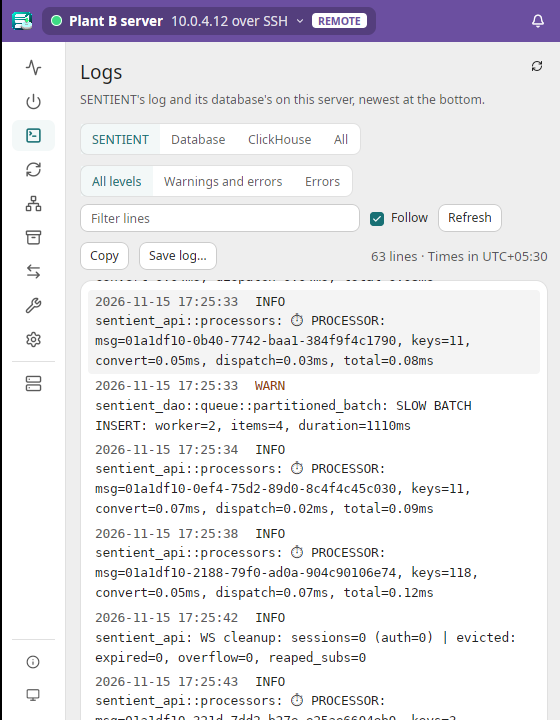 Plant B server 10.0.4.12 over SSH REMOTE
Logs
SENTIENT's log and its database's on this server, newest at the bottom.
SENTIENT Database ClickHouse All
All levels Warnings and errors Errors
Filter lines Follow Refresh
Copy Save log... 63 lines · Times in UTC+05:30
2026-11-15 17:25:33 INFO
sentient_api::processors: ⏱ PROCESSOR:
msg=01a1df10-0b40-7742-baa1-384f9f4c1790, keys=11,
convert=0.05ms, dispatch=0.03ms, total=0.08ms
2026-11-15 17:25:33 WARN
sentient_dao::queue::partitioned_batch: SLOW BATCH
INSERT: worker=2, items=4, duration=1110ms
2026-11-15 17:25:34 INFO
sentient_api::processors: ⏱ PROCESSOR:
msg=01a1df10-0ef4-75d2-89d0-8c4f4c45c030, keys=11,
convert=0.07ms, dispatch=0.02ms, total=0.09ms
2026-11-15 17:25:38 INFO
sentient_api::processors: ⏱ PROCESSOR:
msg=01a1df10-2188-79f0-ad0a-904c90106e74, keys=118,
convert=0.05ms, dispatch=0.07ms, total=0.12ms
2026-11-15 17:25:42 INFO
sentient_api: WS cleanup: sessions=0 (auth=0) | evicted:
expired=0, overflow=0, reaped_subs=0
2026-11-15 17:25:43 INFO
sentient_api::processors: ⏱ PROCESSOR: